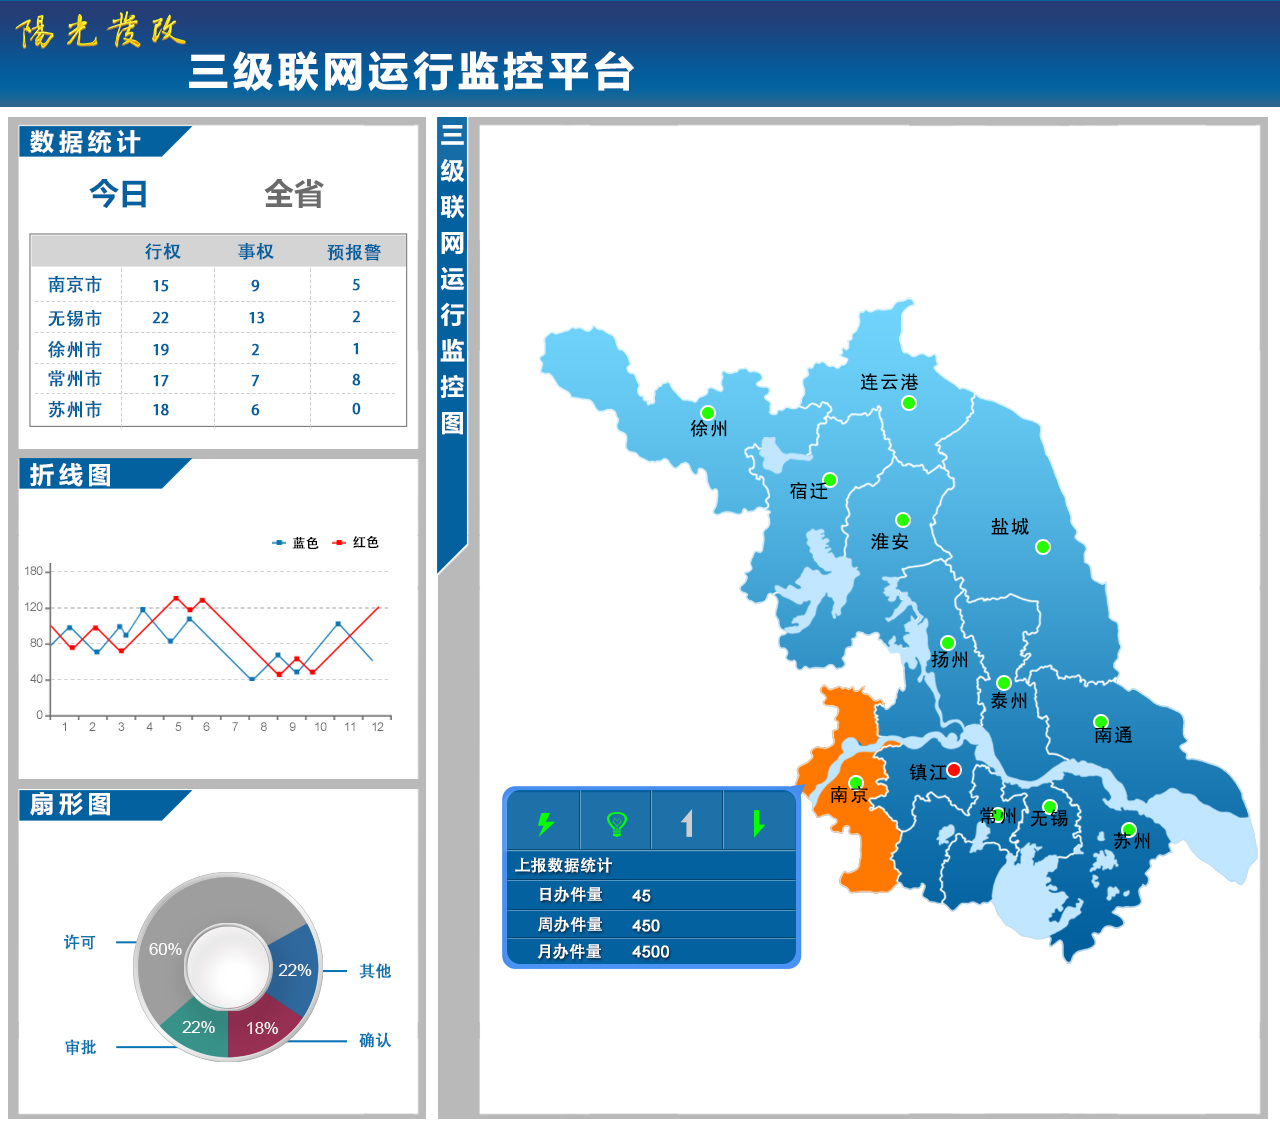 陽光發改
三级联网运行监控平台
数据统计
今日 全省
行权 事权 预报警
南京市 15 9 5
无锡市 22 13 2
徐州市 19 2 1
常州市 17 7 8
苏州市 18 6 0
折线图
蓝色 红色
180
120
80
40
0
1 2 3 4 5 6 7 8 9 10 11 12
扇形图
许可
60%
22%
其他
22%
18%
审批
确认
三级联网运行监控图
连云港
徐州
宿迁
淮安
盐城
扬州
泰州
南通
镇江
南京
常州
无锡
苏州
上报数据统计
日办件量 45
周办件量 450
月办件量 4500